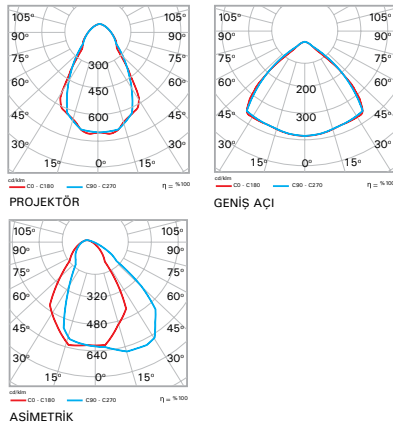 105° 105°
90° 90°
75° 75°
60° 60°
45° 45°
30° 30°
15° 0° 15°
300
450
600
cd/klm
C0 - C180 C90 - C270 η = %100
PROJEKTÖR
105° 105°
90° 90°
75° 75°
60° 60°
45° 45°
30° 30°
15° 0° 15°
200
300
cd/klm
C0 - C180 C90 - C270 η = %100
GENİŞ AÇI
105° 105°
90° 90°
75° 75°
60° 60°
45° 45°
30° 30°
15° 0° 15°
320
480
640
cd/klm
C0 - C180 C90 - C270 η = %100
ASİMETRİK